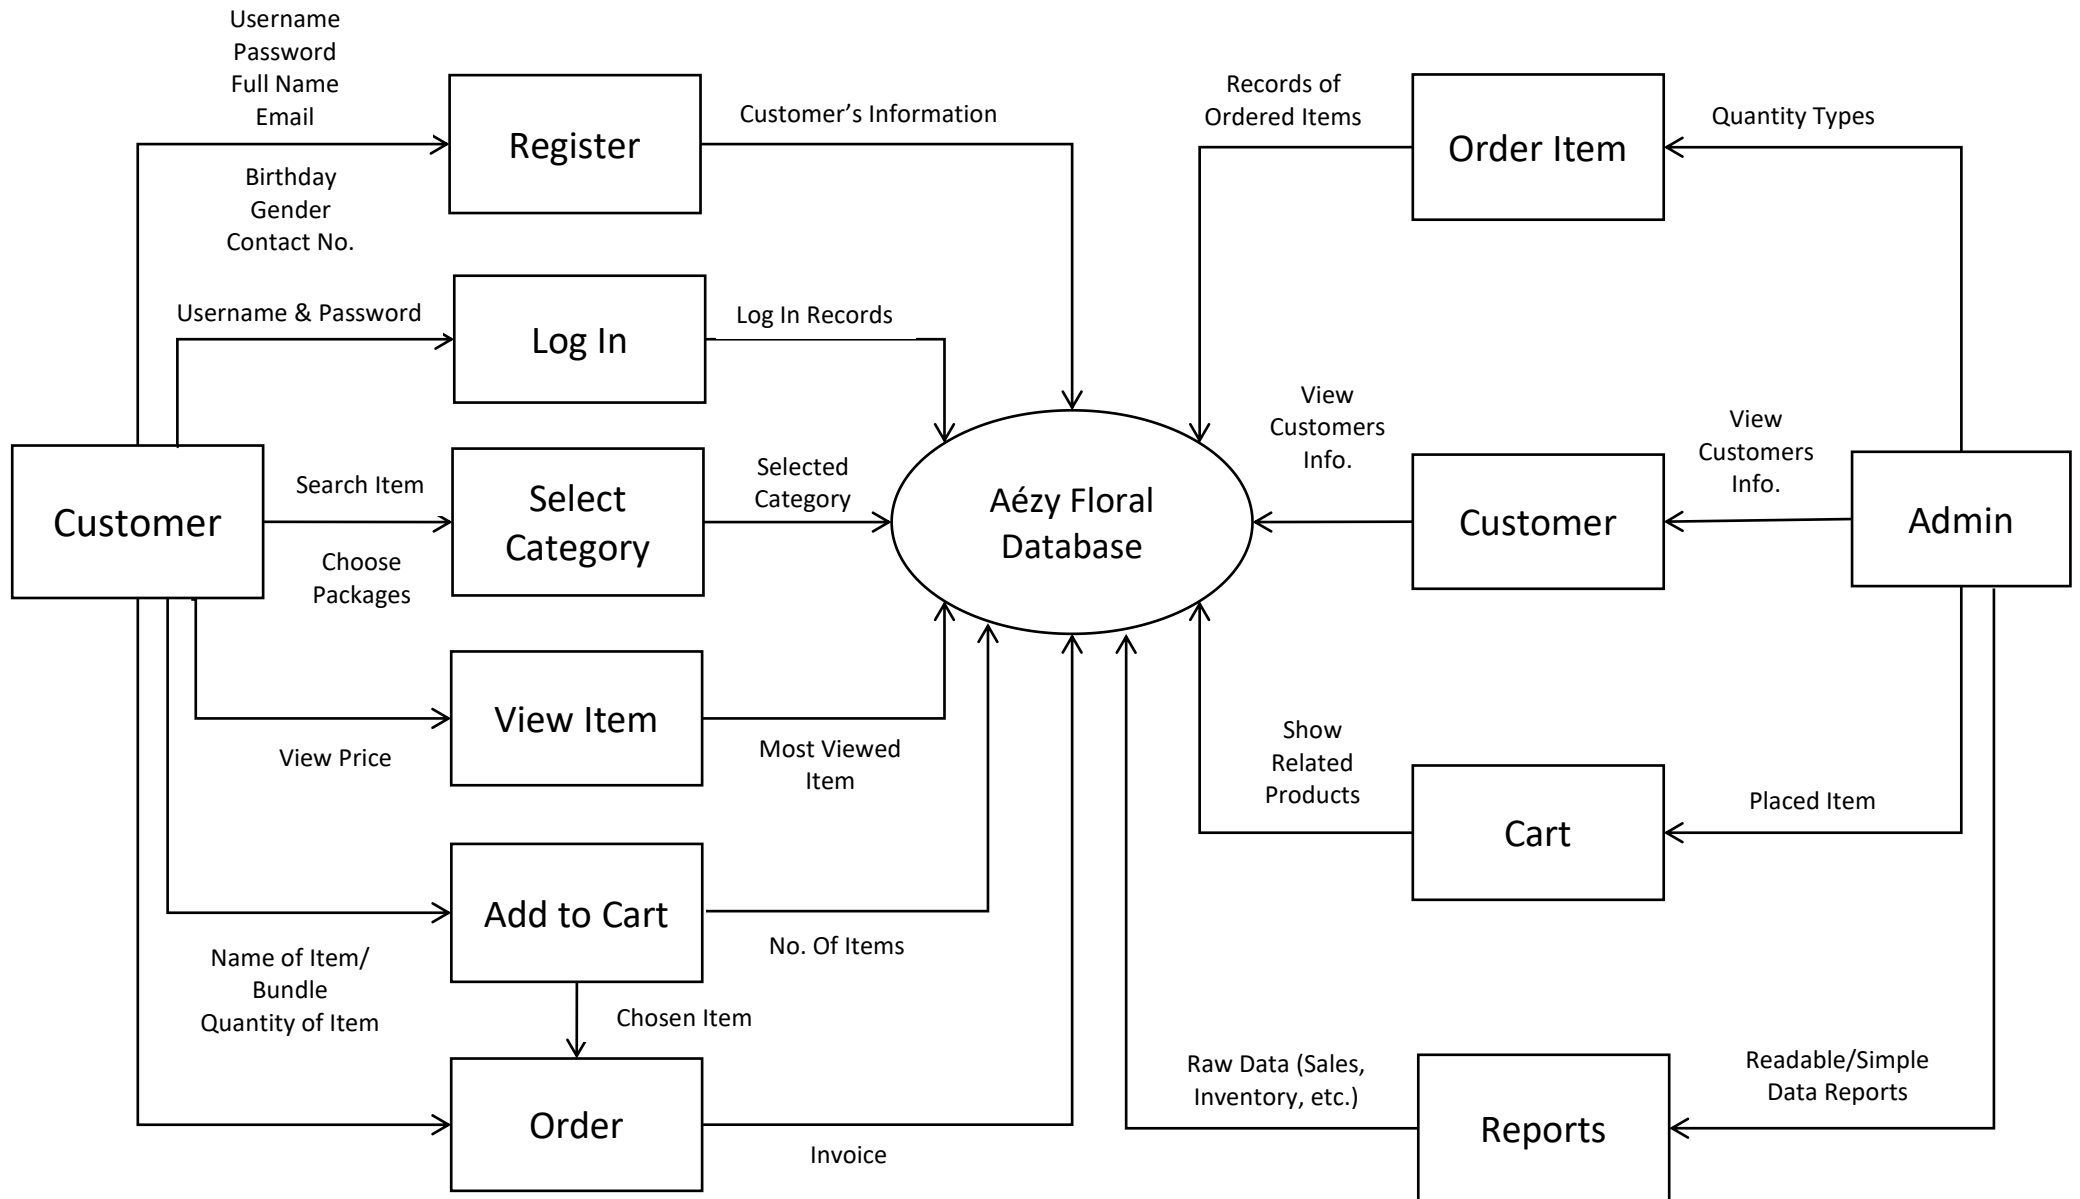 Username
Password
Full Name
Email
Birthday
Gender
Contact No.
Register
Customer’s Information
Records of
Ordered Items
Order Item
Quantity Types
Username & Password
Log In
Log In Records
Customer
Search Item
Choose
Packages
Select
Category
Selected
Category
Aézy Floral
Database
View
Customers
Info.
Customer
View
Customers
Info.
Admin
View Price
View Item
Most Viewed
Item
Show
Related
Products
Cart
Placed Item
Name of Item/
Bundle
Quantity of Item
Add to Cart
No. Of Items
Chosen Item
Order
Invoice
Raw Data (Sales,
Inventory, etc.)
Reports
Readable/Simple
Data Reports